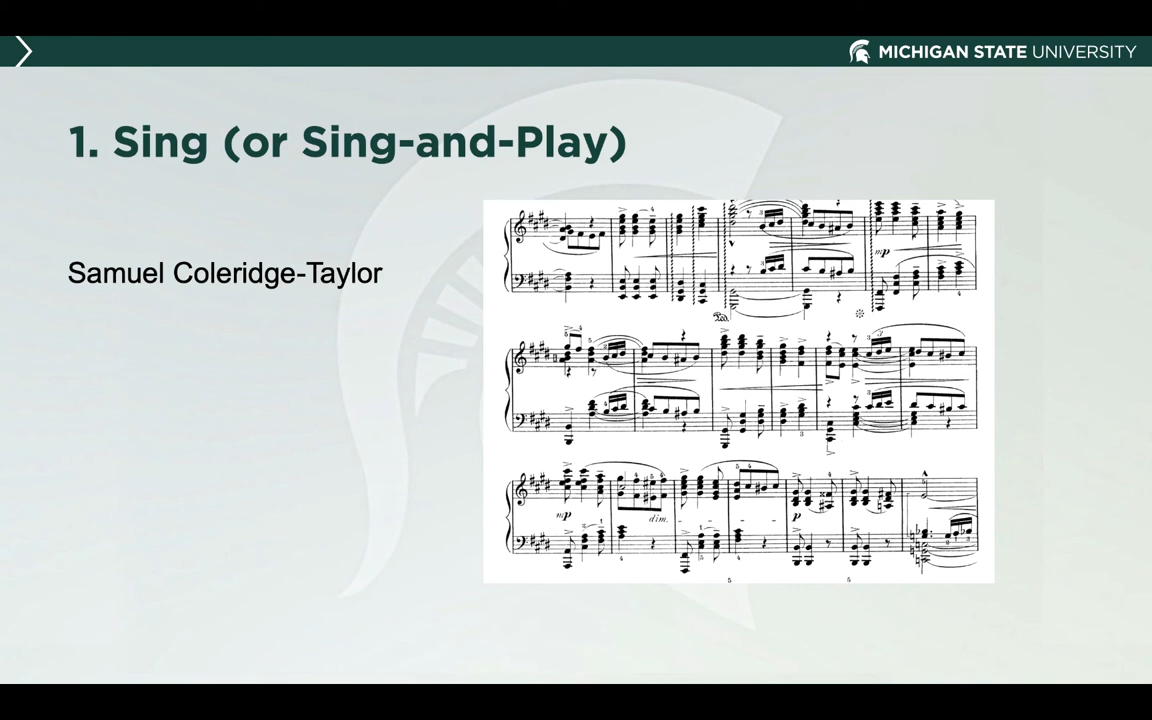 MICHIGAN STATE UNIVERSITY
1. Sing (or Sing-and-Play)
Samuel Coleridge-Taylor
mp
mp
dim.
p